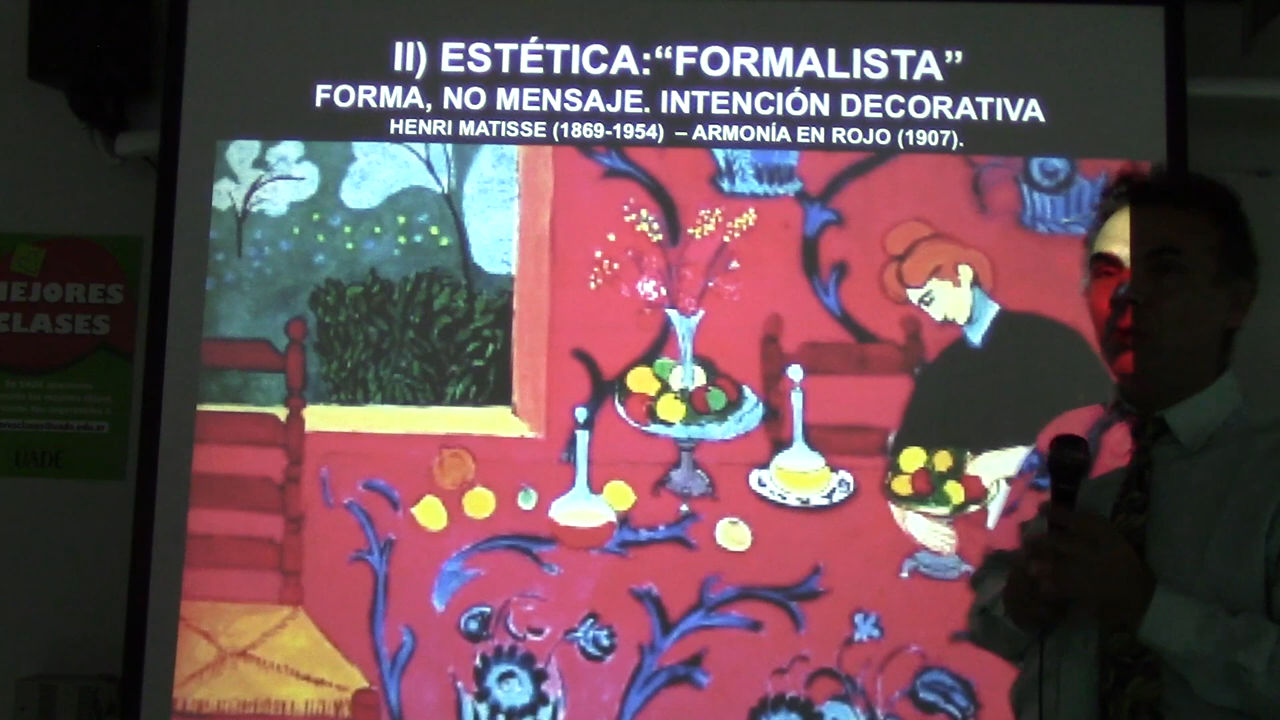 II) ESTÉTICA:“FORMALISTA”
FORMA, NO MENSAJE. INTENCIÓN DECORATIVA
HENRI MATISSE (1869-1954) – ARMONÍA EN ROJO (1907).
MEJORES
CLASES
UADE